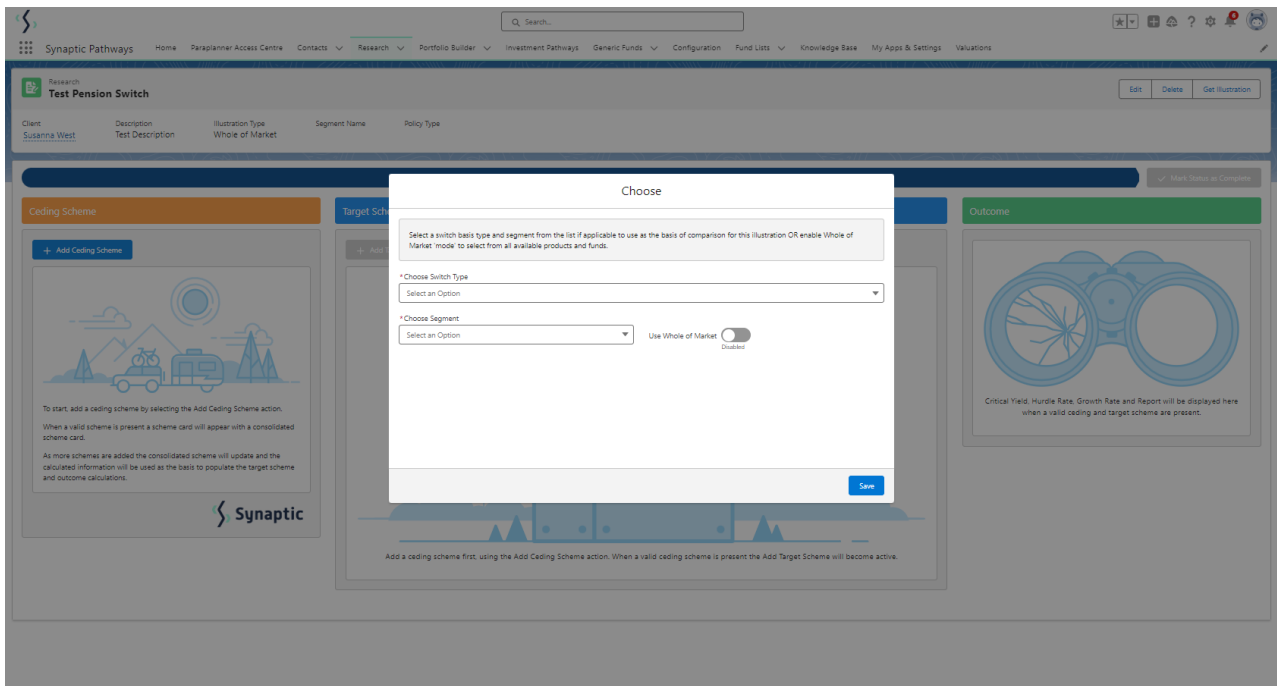 Search...
Synaptic Pathways Home Paraplanner Access Centre Contacts Research Portfolio Builder Investment Pathways Generic Funds Configuration Fund Lists Knowledge Base My Apps & Settings Valuations
Research
Test Pension Switch
Edit Delete Get Illustration
Client Description Illustration Type Segment Name Policy Type
Susanna West Test Description Whole of Market
Mark Status as Complete
Choose
Ceding Scheme
Target Sch
Outcome
Select a switch basis type and segment from the list if applicable to use as the basis of comparison for this illustration OR enable Whole of
Market 'mode' to select from all available products and funds.
+ Add Ceding Scheme
+ Add
*Choose Switch Type
Select an Option
*Choose Segment
Select an Option
Use Whole of Market
Disabled
Save
To start, add a ceding scheme by selecting the Add Ceding Scheme action.
When a valid scheme is present a scheme card will appear with a consolidated
scheme card.
As more schemes are added the consolidated scheme will update and the
calculated information will be used as the basis to populate the target scheme
and outcome calculations.
Synaptic
Add a ceding scheme first, using the Add Ceding Scheme action. When a valid ceding scheme is present the Add Target Scheme will become active.
Critical Yield, Hurdle Rate, Growth Rate and Report will be displayed here
when a valid ceding and target scheme are present.